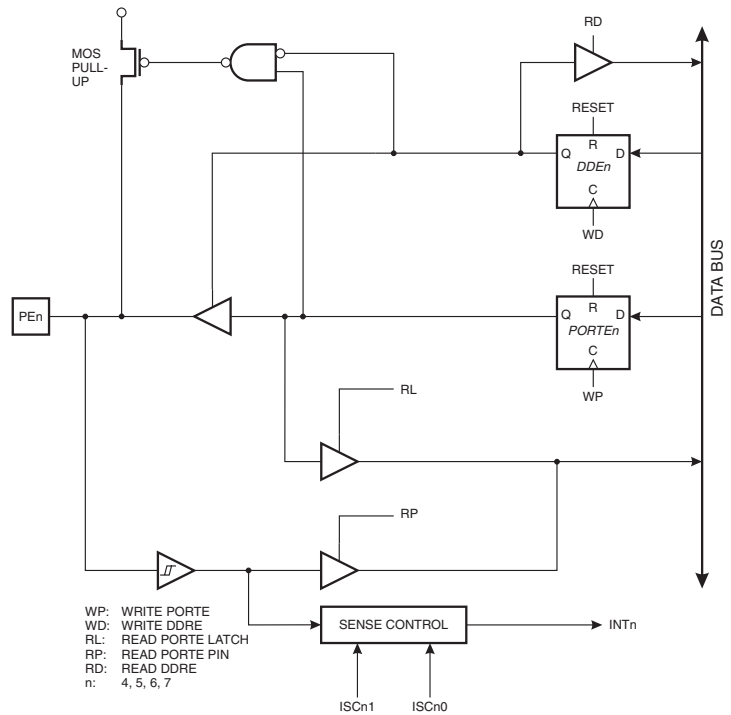 RD
MOS
PULL-
UP
RESET
R
Q
D
DDEn
C
WD
DATA BUS
RESET
PEn
R
Q
D
PORTEn
C
WP
RL
RP
WP: WRITE PORTE
WD: WRITE DDRE
RL: READ PORTE LATCH
RP: READ PORTE PIN
RD: READ DDRE
n: 4, 5, 6, 7
SENSE CONTROL
INTn
ISCn1
ISCn0